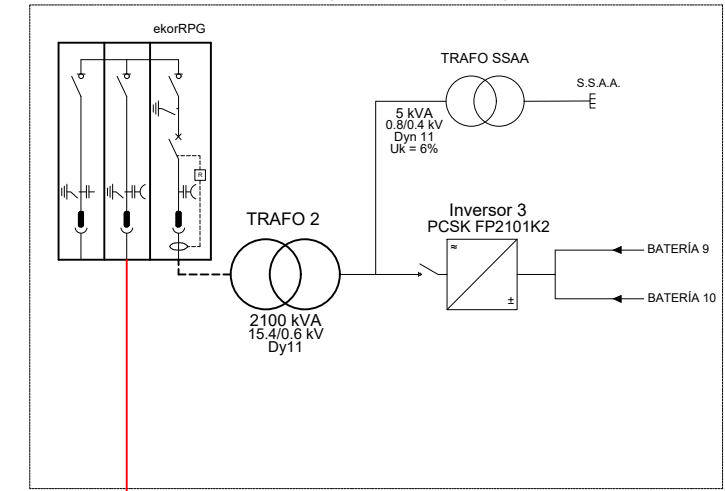 ekorRPG
R
TRAFO SSAA
S.S.A.A.
5 kVA
0.8/0.4 kV
Dyn 11
Uk = 6%
TRAFO 2
2100 kVA
15.4/0.6 kV
Dy11
Inversor 3
PCSK FP2101K2
≈
±
BATERÍA 9
BATERÍA 10